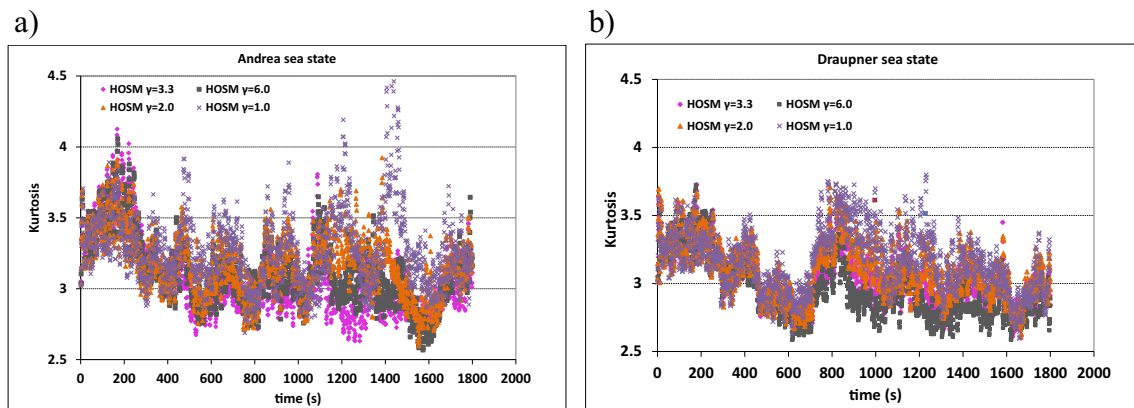 a)
Andrea sea state
HOSM γ=3.3 HOSM γ=6.0
HOSM γ=2.0 HOSM γ=1.0
Kurtosis
4.5
4
3.5
3
2.5
0 200 400 600 800 1000 1200 1400 1600 1800 2000
time (s)
b)
Draupner sea state
HOSM γ=3.3 HOSM γ=6.0
HOSM γ=2.0 HOSM γ=1.0
Kurtosis
4.5
4
3.5
3
2.5
0 200 400 600 800 1000 1200 1400 1600 1800 2000
time (s)